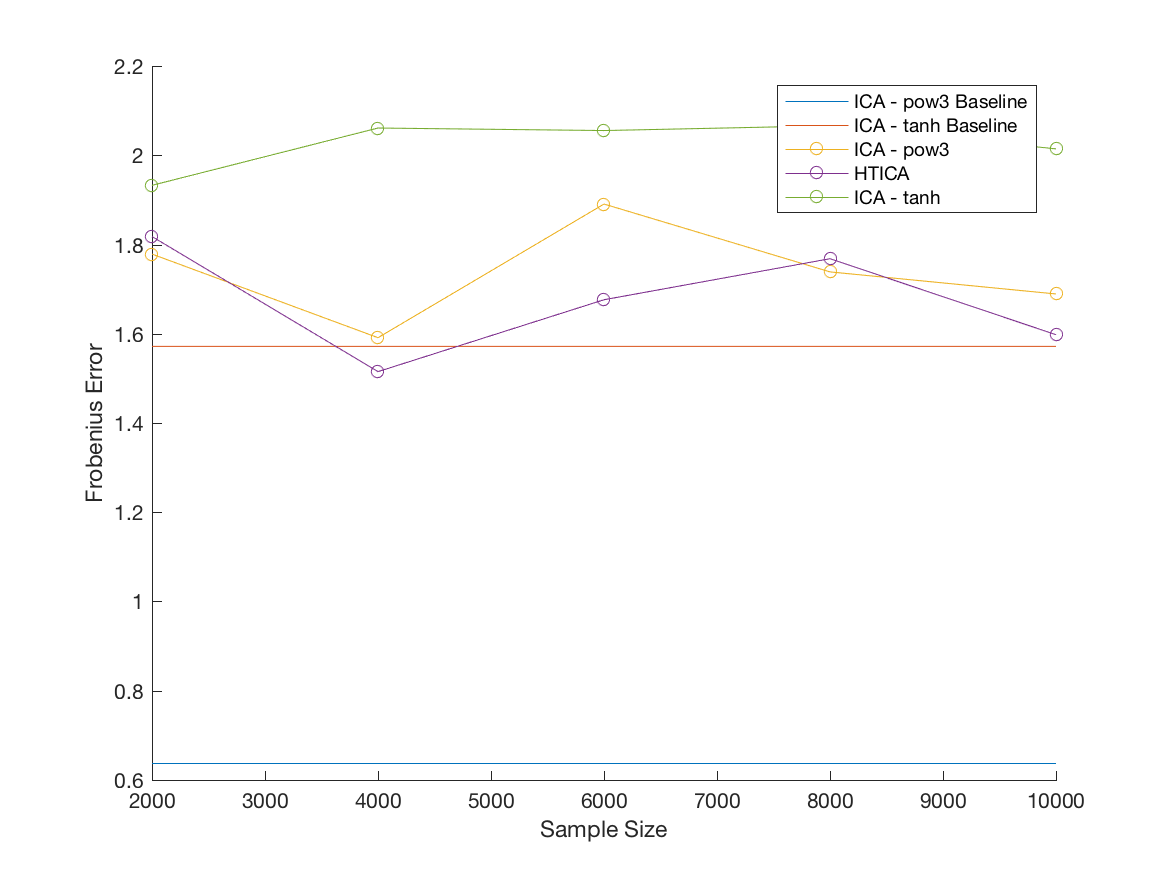 2.2
2
1.8
1.6
1.4
1.2
1
0.8
0.6
Frobenius Error
ICA - pow3 Baseline
ICA - tanh Baseline
ICA - pow3
HTICA
ICA - tanh
2000 3000 4000 5000 6000 7000 8000 9000 10000
Sample Size